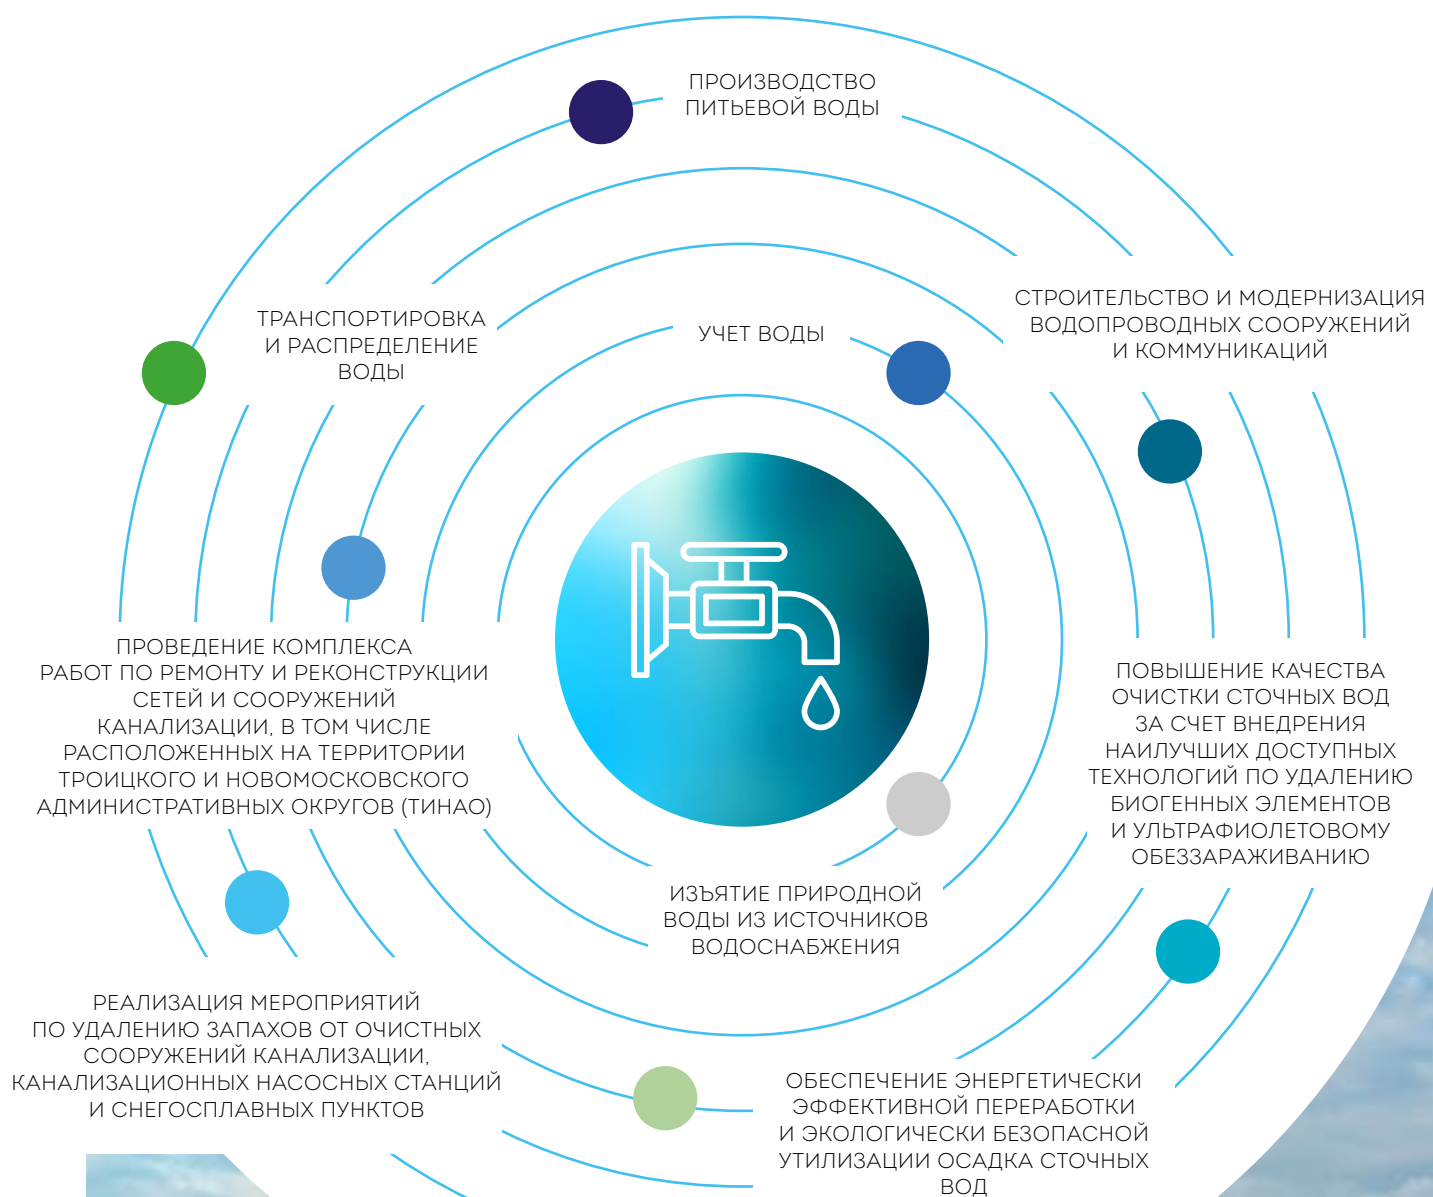 ПРОИЗВОДСТВО
ПИТЬЕВОЙ ВОДЫ
СТРОИТЕЛЬСТВО И МОДЕРНИЗАЦИЯ
ВОДОПРОВОДНЫХ СООРУЖЕНИЙ
И КОММУНИКАЦИЙ
ТРАНСПОРТИРОВКА
И РАСПРЕДЕЛЕНИЕ
ВОДЫ
УЧЕТ ВОДЫ
ПРОВЕДЕНИЕ КОМПЛЕКСА
РАБОТ ПО РЕМОНТУ И РЕКОНСТРУКЦИИ
СЕТЕЙ И СООРУЖЕНИЙ
КАНАЛИЗАЦИИ, В ТОМ ЧИСЛЕ
РАСПОЛОЖЕННЫХ НА ТЕРРИТОРИИ
ТРОИЦКОГО И НОВОМОСКОВСКОГО
АДМИНИСТРАТИВНЫХ ОКРУГОВ (ТИНАО)
ПОВЫШЕНИЕ КАЧЕСТВА
ОЧИСТКИ СТОЧНЫХ ВОД
ЗА СЧЕТ ВНЕДРЕНИЯ
НАИЛУЧШИХ ДОСТУПНЫХ
ТЕХНОЛОГИЙ ПО УДАЛЕНИЮ
БИОГЕННЫХ ЭЛЕМЕНТОВ
И УЛЬТРАФИОЛЕТОВОМУ
ОБЕЗЗАРАЖИВАНИЮ
ИЗЪЯТИЕ ПРИРОДНОЙ
ВОДЫ ИЗ ИСТОЧНИКОВ
ВОДОСНАБЖЕНИЯ
РЕАЛИЗАЦИЯ МЕРОПРИЯТИЙ
ПО УДАЛЕНИЮ ЗАПАХОВ ОТ ОЧИСТНЫХ
СООРУЖЕНИЙ КАНАЛИЗАЦИИ,
КАНАЛИЗАЦИОННЫХ НАСОСНЫХ СТАНЦИЙ
И СНЕГОСПЛАВНЫХ ПУНКТОВ
ОБЕСПЕЧЕНИЕ ЭНЕРГЕТИЧЕСКИ
ЭФФЕКТИВНОЙ ПЕРЕРАБОТКИ
И ЭКОЛОГИЧЕСКИ БЕЗОПАСНОЙ
УТИЛИЗАЦИИ ОСАДКА СТОЧНЫХ
ВОД